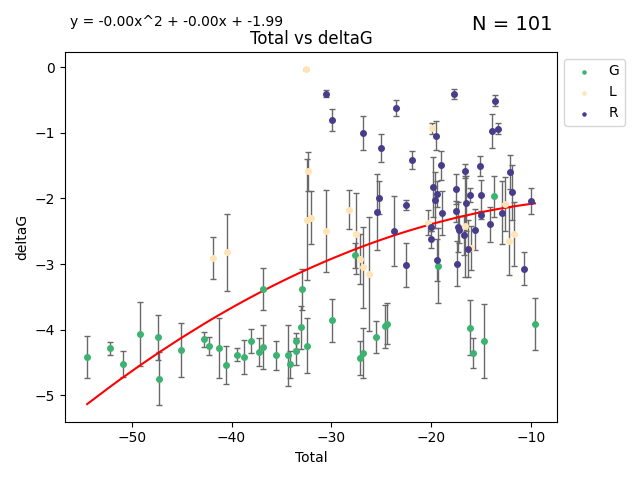 y = -0.00x^2 + -0.00x + -1.99
N = 101
Total vs deltaG
G
L
R
deltaG
0
−1
−2
−3
−4
−5
−50 −40 −30 −20 −10
Total